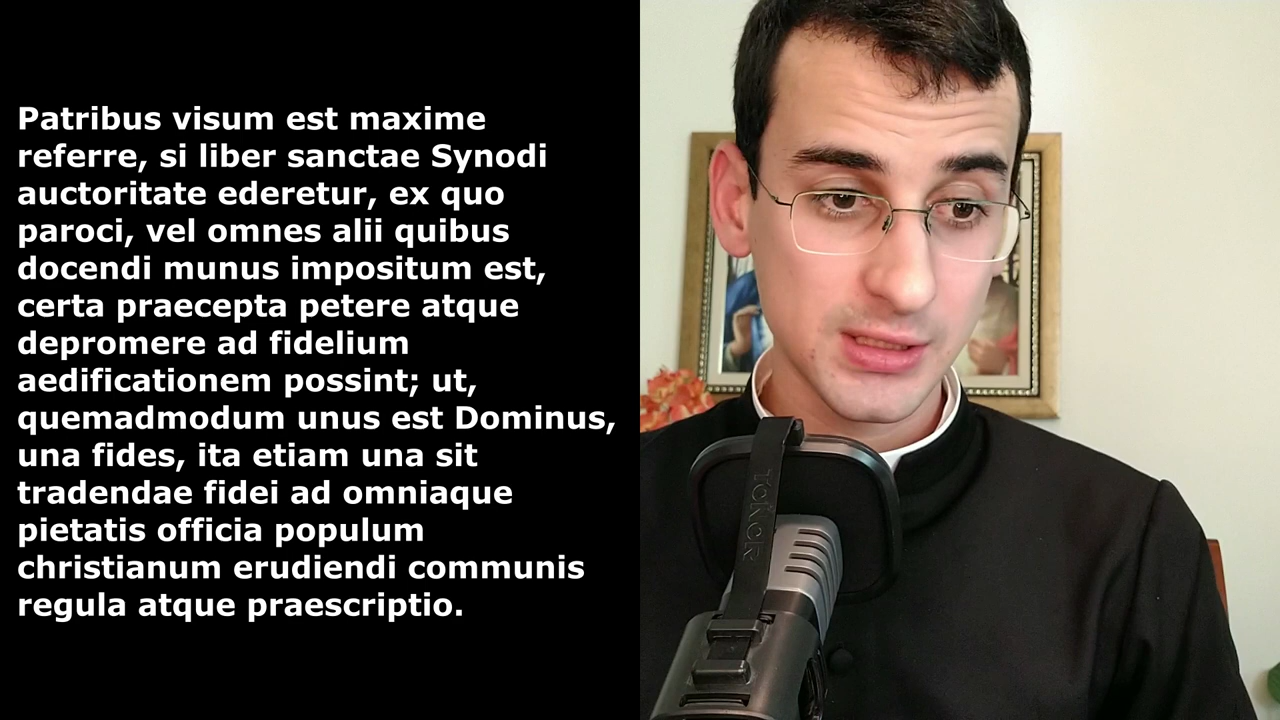 Patribus visum est maxime
referre, si liber sanctae Synodi
auctoritate ederetur, ex quo
paroci, vel omnes alii quibus
docendi munus impositum est,
certa praecepta petere atque
depromere ad fidelium
aedificationem possint; ut,
quemadmodum unus est Dominus,
una fides, ita etiam una sit
tradendae fidei ad omniaque
pietatis officia populum
christianum erudiendi communis
regula atque praescriptio.
TONOR